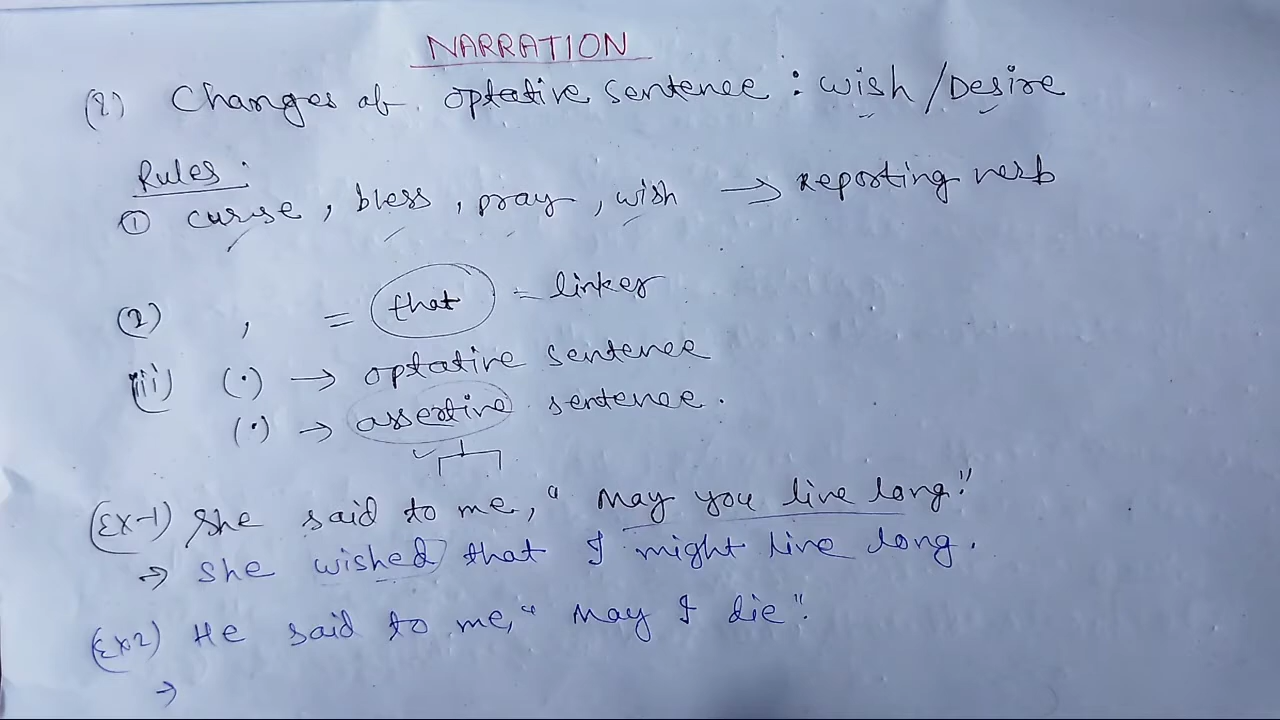 NARRATION
(2) Changes of optative sentence : wish/Desire
Rules:
① curse, bless, pray, wish → reporting verb
(2) , = that = linker
(iii) (.) → optative sentence
(.) → assertive sentence.
(Ex-1) She said to me, "May you live long."
→ She wished that I might live long.
(Ex2) He said to me, "May I die".
→